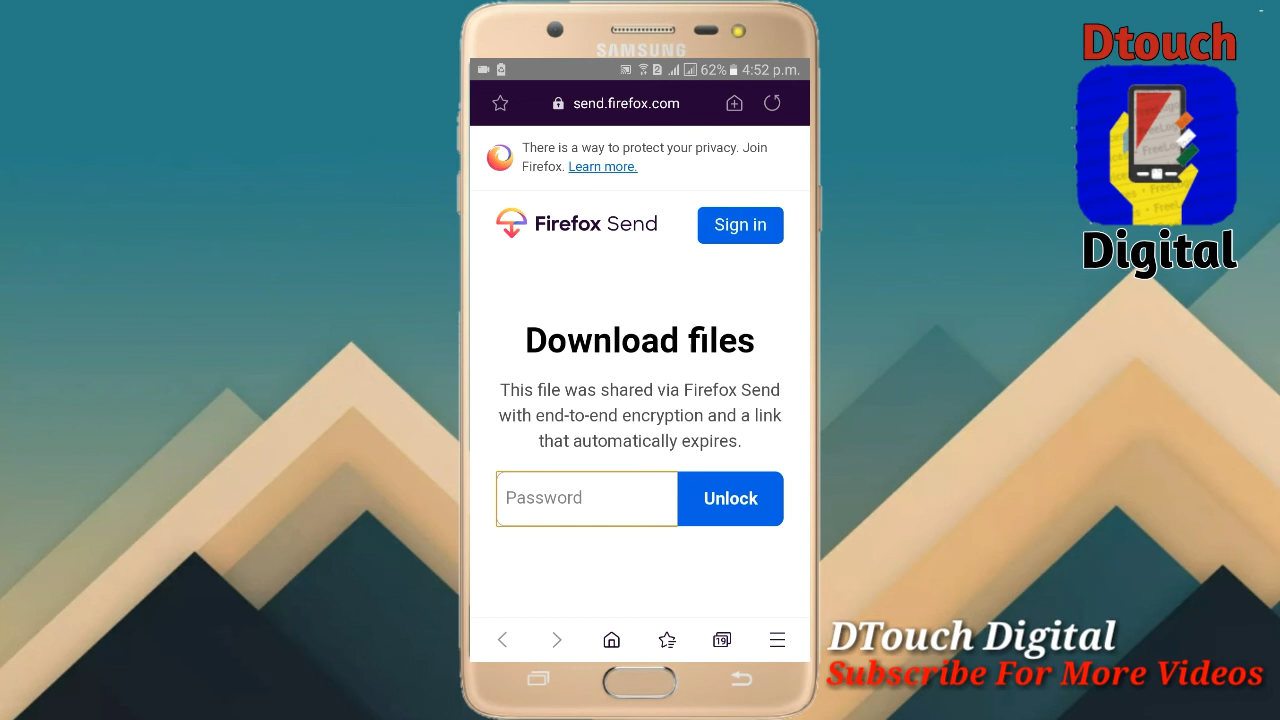 SAMSUNG
62% 4:52 p.m.
send.firefox.com
There is a way to protect your privacy. Join
Firefox. Learn more.
Firefox Send
Sign in
Download files
This file was shared via Firefox Send
with end-to-end encryption and a link
that automatically expires.
Password
Unlock
19
Dtouch
Digital
DTouch Digital
Subscribe For More Videos